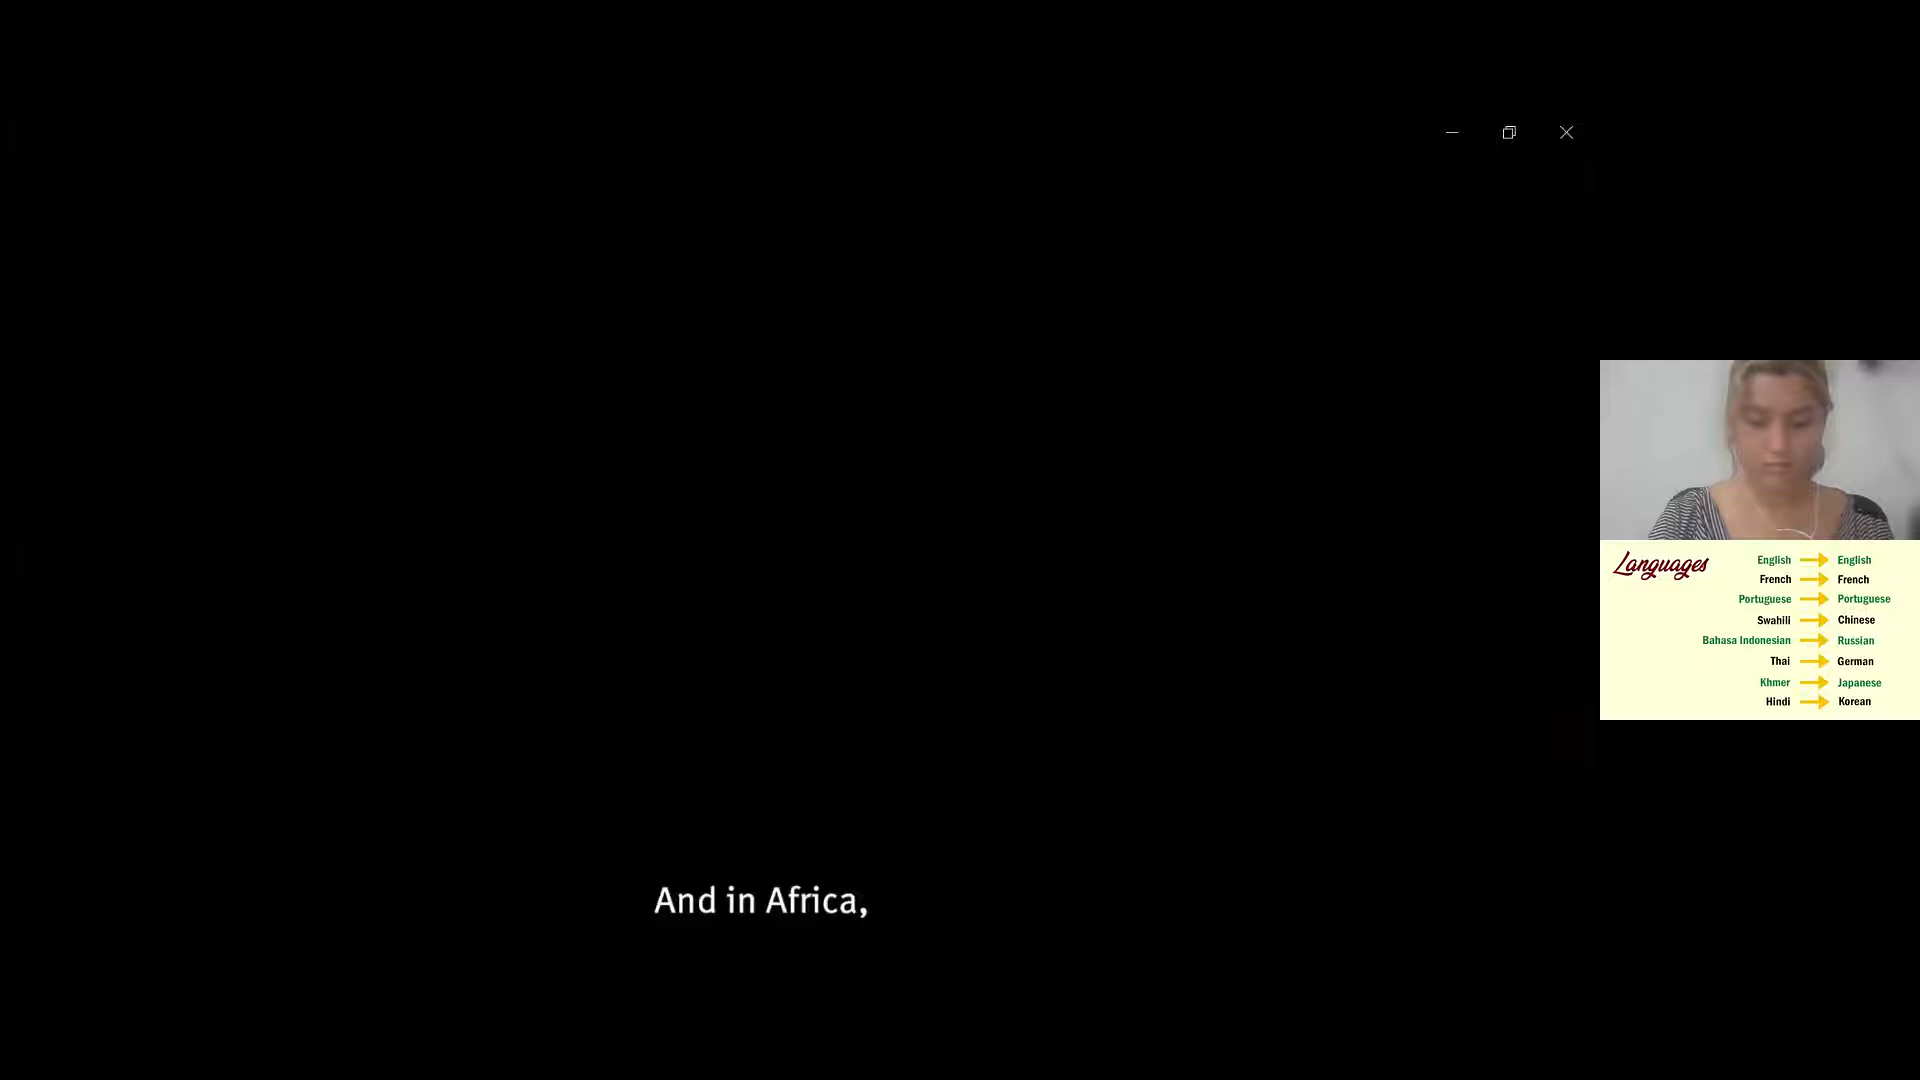 And in Africa,
Languages
English English
French French
Portuguese Portuguese
Swahili Chinese
Bahasa Indonesian Russian
Thai German
Khmer Japanese
Hindi Korean